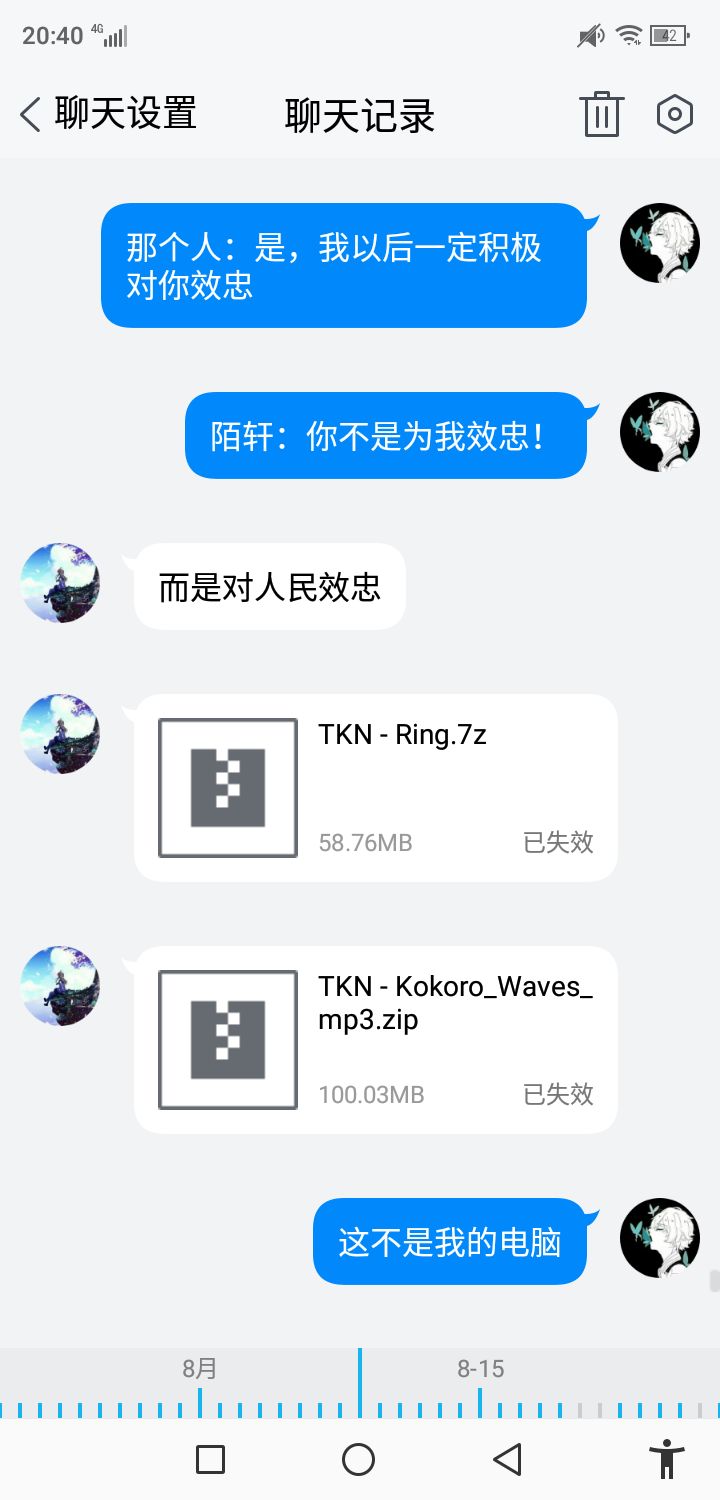 20:40 4G 42
聊天设置 聊天记录
那个人：是，我以后一定积极
对你效忠
陌轩：你不是为我效忠！
而是对人民效忠
TKN - Ring.7z
58.76MB 已失效
TKN - Kokoro_Waves_
mp3.zip
100.03MB 已失效
这不是我的电脑
8月 8-15